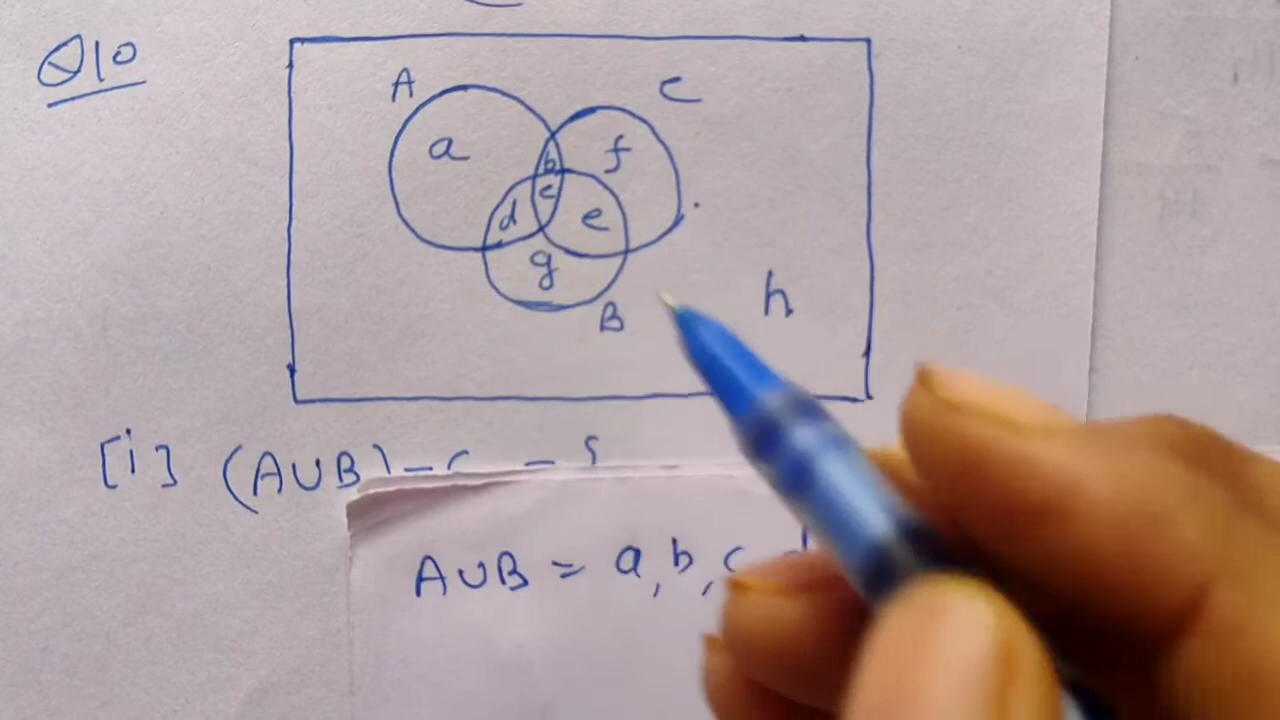 Q10
A
C
a
b
f
c
d
e
g
h
B
[i] (AUB)-
AUB = a, b, c, d